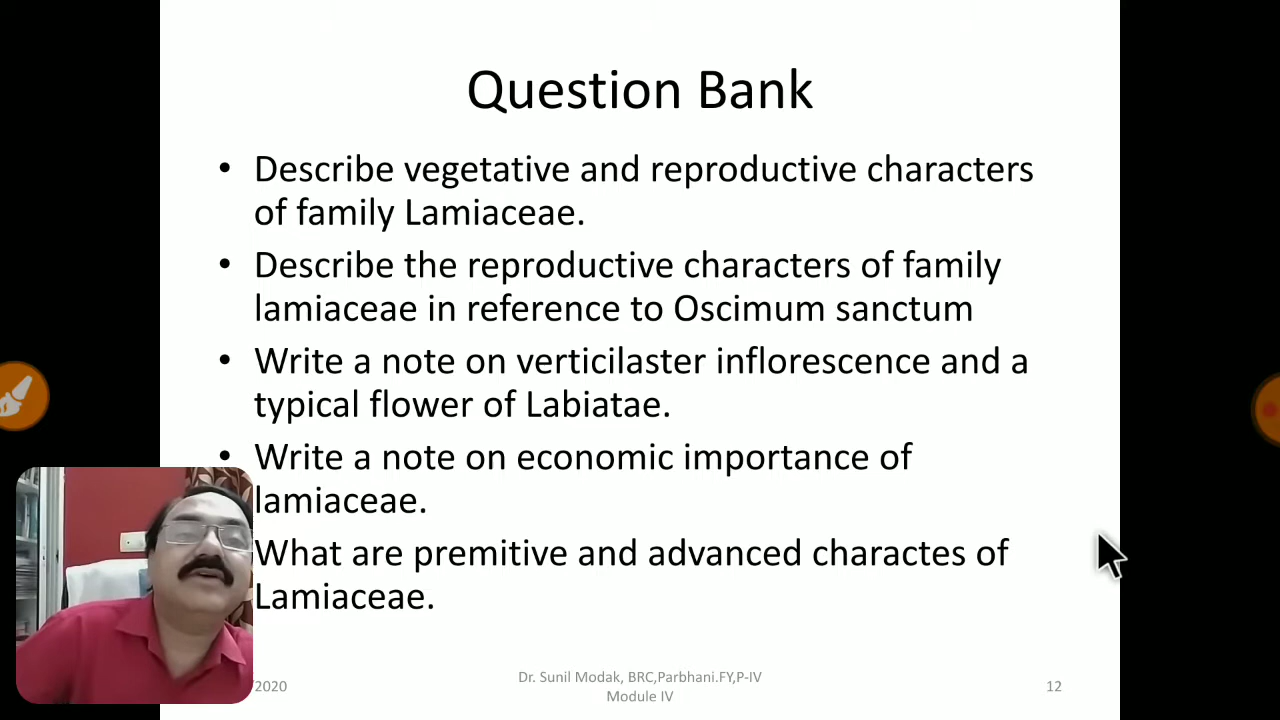 Question Bank
• Describe vegetative and reproductive characters
of family Lamiaceae.
• Describe the reproductive characters of family
lamiaceae in reference to Oscimum sanctum
• Write a note on verticilaster inflorescence and a
typical flower of Labiatae.
• Write a note on economic importance of
lamiaceae.
What are premitive and advanced charactes of
Lamiaceae.
/2020
Dr. Sunil Modak, BRC,Parbhani.FY,P-IV
Module IV
12